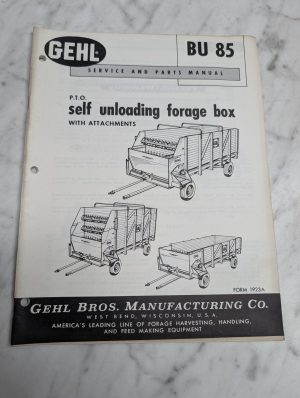 GEHL
BU 85
SERVICE AND PARTS MANUAL
P.T.O.
self unloading forage box
WITH ATTACHMENTS
FORM 1923A
GEHL BROS. MANUFACTURING CO.
WEST BEND, WISCONSIN, U.S.A.
AMERICA'S LEADING LINE OF FORAGE HARVESTING, HANDLING,
AND FEED MAKING EQUIPMENT